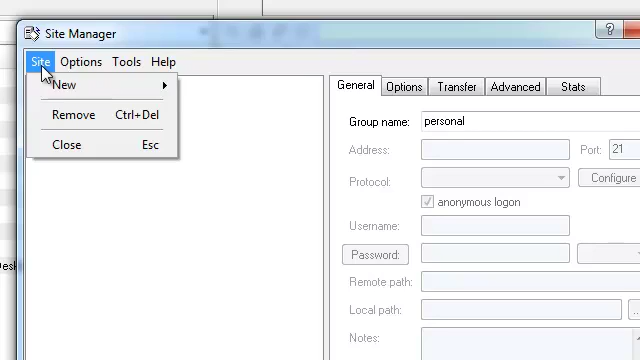 Site Manager
Site Options Tools Help
New
Remove Ctrl+Del
Close Esc
General Options Transfer Advanced Stats
Group name: personal
Address: Port: 21
Protocol: Configure
anonymous logon
Username:
Password:
Remote path:
Local path: ..
Notes: